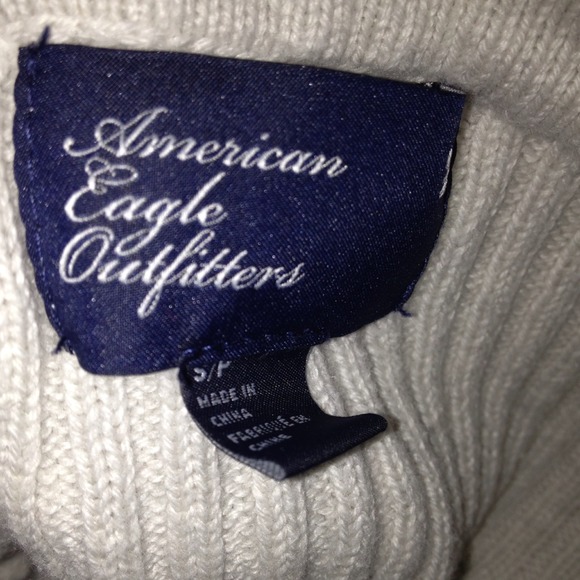 American
Eagle
Outfitters
S/P
MADE IN
CHINA
FABRIQUÉ EN
CHINE